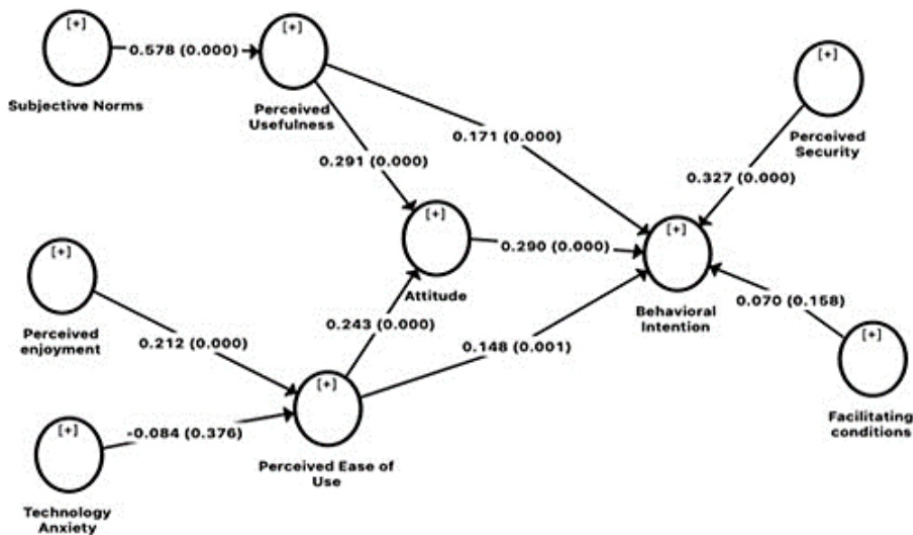 [+]
0.578 (0.000)
[+]
Subjective Norms
Perceived
Usefulness
[+]
Perceived
Security
0.171 (0.000)
0.291 (0.000)
0.327 (0.000)
[+]
Attitude
0.290 (0.000)
[+]
Behavioral
Intention
[+]
Perceived
enjoyment
0.212 (0.000)
0.243 (0.000)
0.148 (0.001)
0.070 (0.158)
[+]
Facilitating
conditions
[+]
Perceived Ease of
Use
[+]
-0.084 (0.376)
Technology
Anxiety